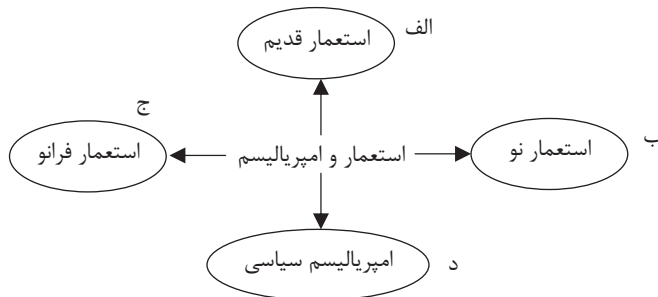 الف
استعمار قدیم
ج
ب
استعمار نو
استعمار و امپریالیسم
استعمار فرانو
امپریالیسم سیاسی
د